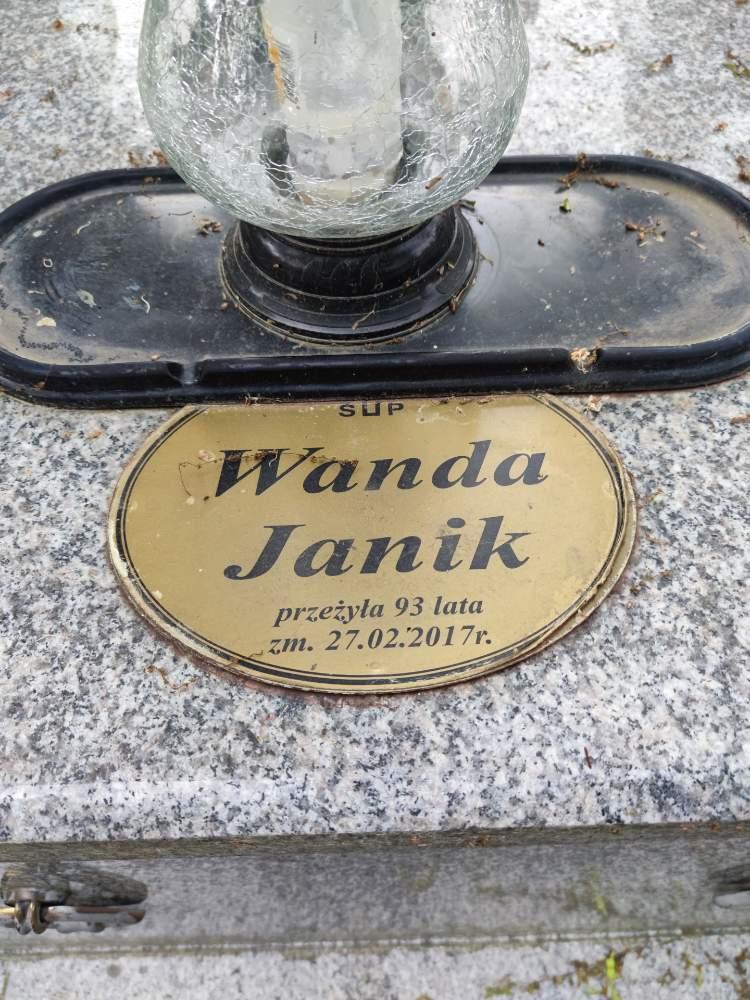 SUP
Wanda
Janik
przeżyła 93 lata
zm. 27.02.2017r.